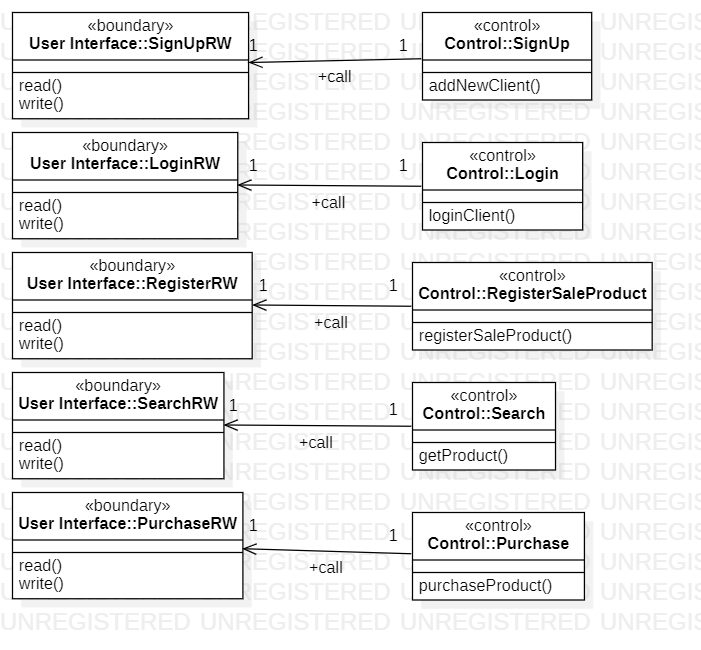 «boundary»
User Interface::SignUpRW
read()
write()
1
1
+call
«control»
Control::SignUp
addNewClient()
«boundary»
User Interface::LoginRW
read()
write()
1
1
+call
«control»
Control::Login
loginClient()
«boundary»
User Interface::RegisterRW
read()
write()
1
1
+call
«control»
Control::RegisterSaleProduct
registerSaleProduct()
«boundary»
User Interface::SearchRW
read()
write()
1
1
+call
«control»
Control::Search
getProduct()
«boundary»
User Interface::PurchaseRW
read()
write()
1
1
+call
«control»
Control::Purchase
purchaseProduct()
UNREGISTERED UNREGISTERED UNREGISTERED UNREGIS